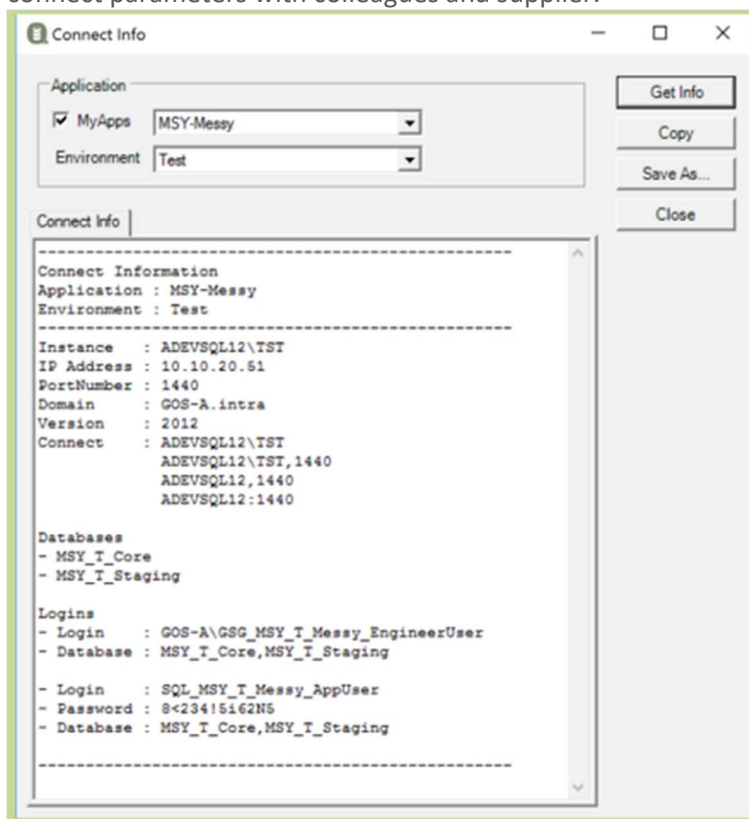 connect parameters with colleagues and supplier.
Connect Info
Application
MyApps MSY-Messy
Environment Test
Get Info
Copy
Save As...
Close
Connect Info
--------------------------------------------------
Connect Information
Application : MSY-Messy
Environment : Test
--------------------------------------------------
Instance : ADEVSQL12\TST
IP Address : 10.10.20.51
PortNumber : 1440
Domain : GOS-A.intra
Version : 2012
Connect : ADEVSQL12\TST
ADEVSQL12\TST,1440
ADEVSQL12,1440
ADEVSQL12:1440
Databases
- MSY_T_Core
- MSY_T_Staging
Logins
- Login : GOS-A\GSG_MSY_T_Messy_EngineerUser
- Database : MSY_T_Core,MSY_T_Staging
- Login : SQL_MSY_T_Messy_AppUser
- Password : 8<234!5i62N5
- Database : MSY_T_Core,MSY_T_Staging
--------------------------------------------------